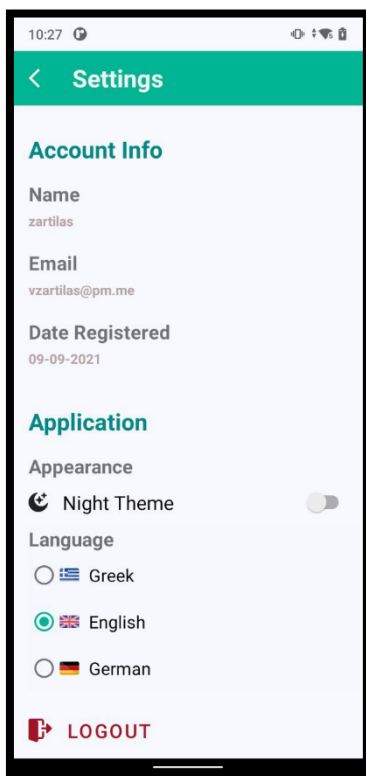 10:27
Settings
Account Info
Name
zartilas
Email
vzartilas@pm.me
Date Registered
09-09-2021
Application
Appearance
Night Theme
Language
Greek
English
German
LOGOUT